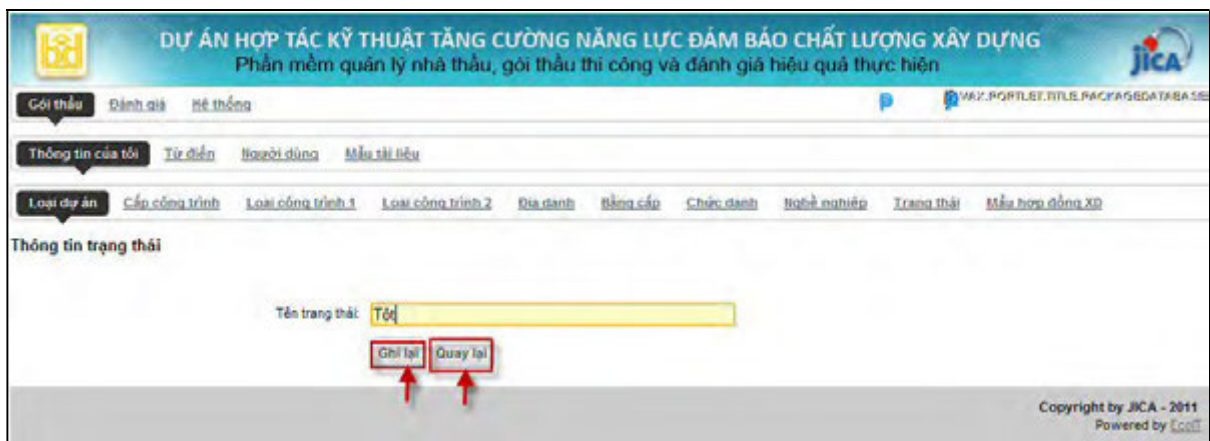 DỰ ÁN HỢP TÁC KỸ THUẬT TĂNG CƯỜNG NĂNG LỰC ĐẢM BẢO CHẤT LƯỢNG XÂY DỰNG
Phần mềm quản lý nhà thầu, gói thầu thi công và đánh giá hiệu quả thực hiện
JICA
Gói thầu Đánh giá Hệ thống
Thông tin của tôi Từ điển Người dùng Mẫu tài liệu
Loại dự án Cấp công trình Loại công trình 1 Loại công trình 2 Địa danh Bằng cấp Chức danh Nghề nghiệp Trạng thái Mẫu hợp đồng XD
Thông tin trạng thái
Tên trạng thái: Tốt
Ghi lại Quay lại
Copyright by JICA - 2011
Powered by EcoIT